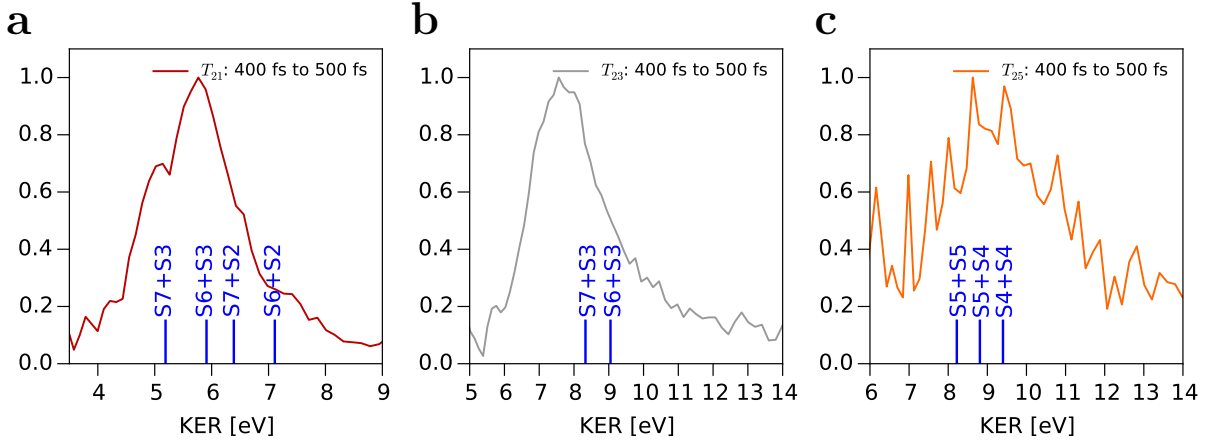 a
T21: 400 fs to 500 fs
1.0
0.8
0.6
0.4
0.2
0.0
S7+S3
S6+S3
S7+S2
S6+S2
4 5 6 7 8 9
KER [eV]
b
T23: 400 fs to 500 fs
1.0
0.8
0.6
0.4
0.2
0.0
S7+S3
S6+S3
5 6 7 8 9 10 11 12 13 14
KER [eV]
c
T25: 400 fs to 500 fs
1.0
0.8
0.6
0.4
0.2
0.0
S5+S5
S5+S4
S4+S4
6 7 8 9 10 11 12 13 14
KER [eV]